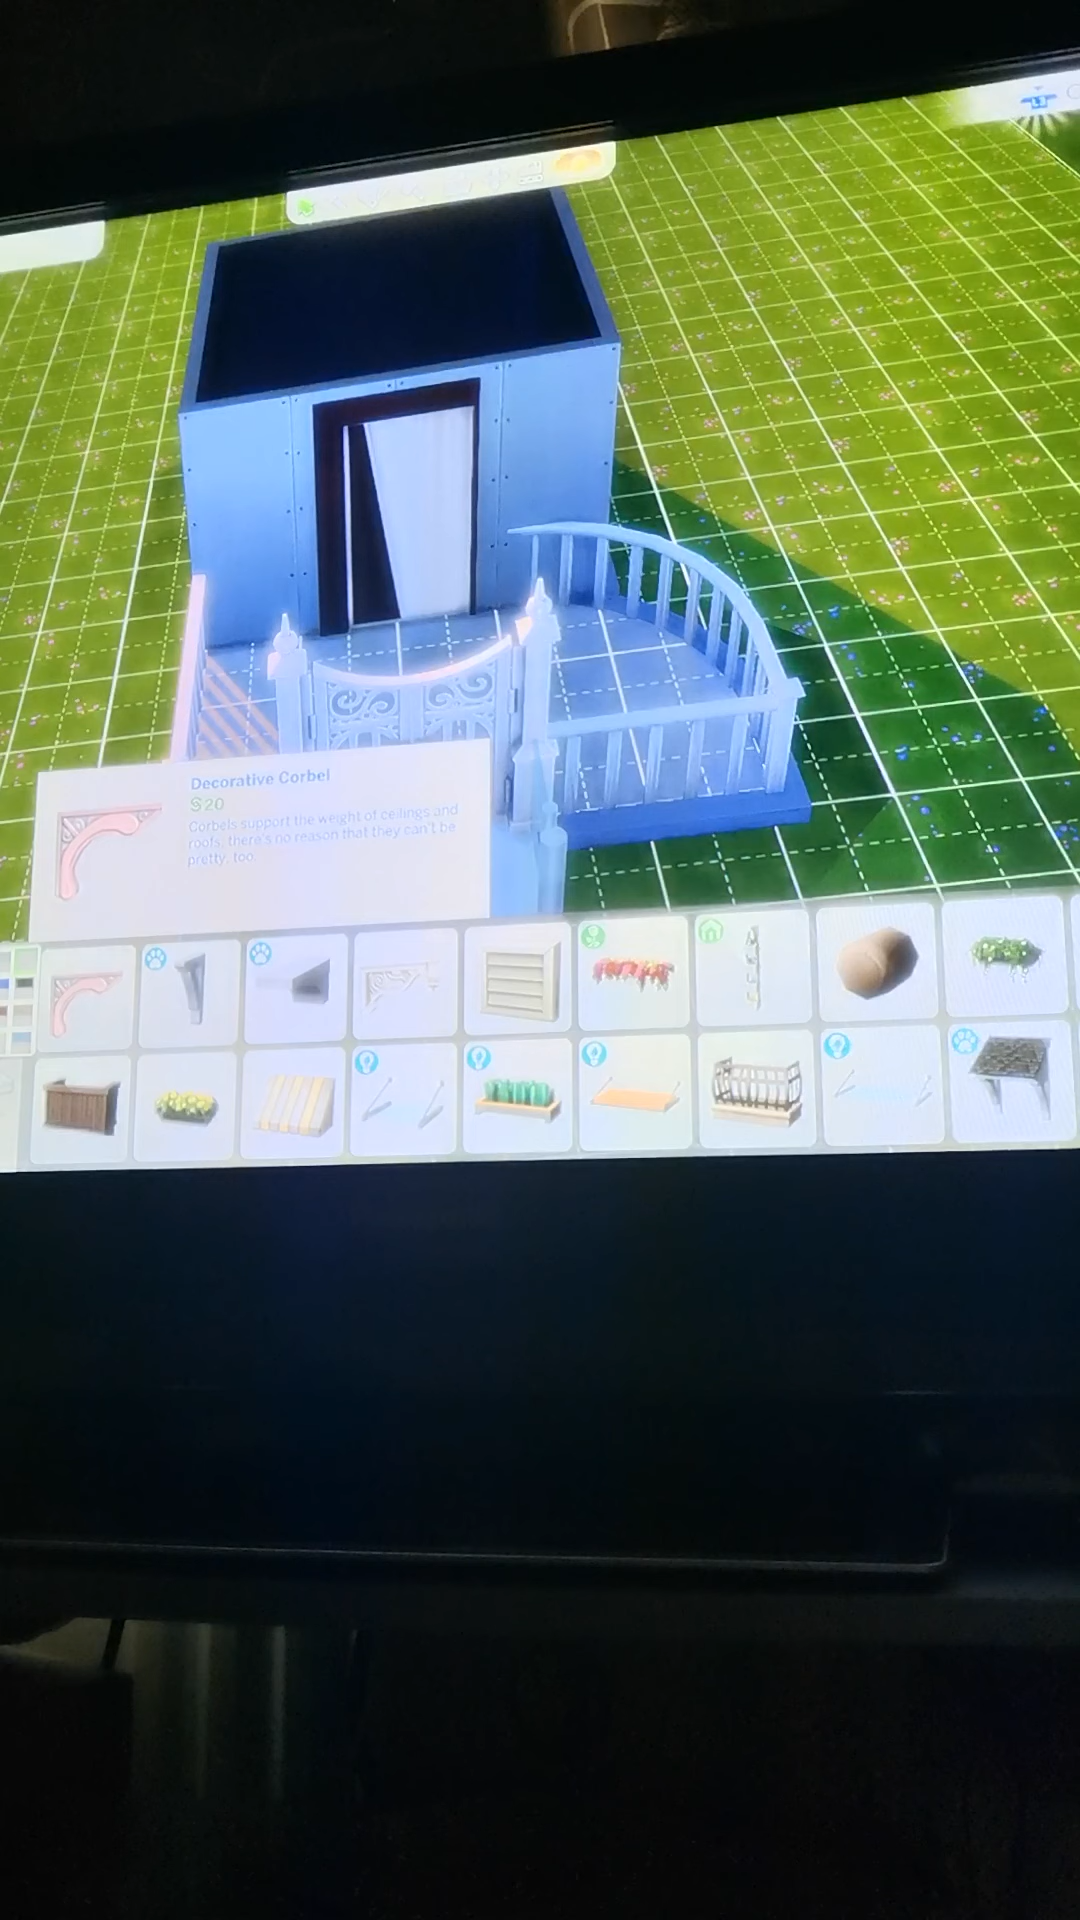 Decorative Corbel
§20
Corbels support the weight of ceilings and
roofs, there's no reason that they can't be
pretty, too.